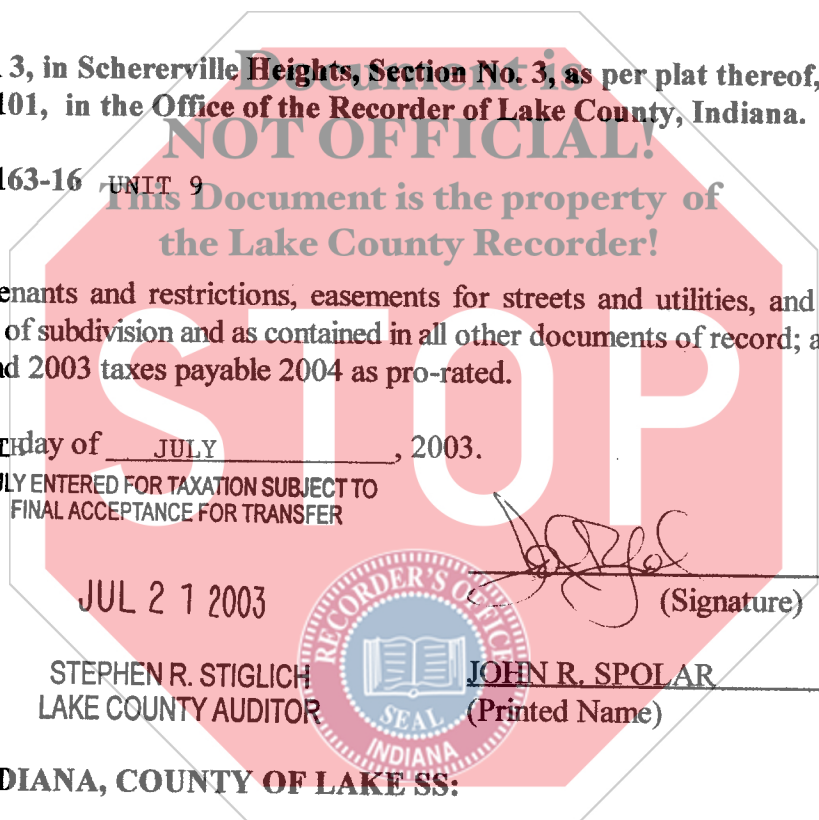 Document is
3, in Schererville Heights, Section No. 3, as per plat thereof,
101, in the Office of the Recorder of Lake County, Indiana.
NOT OFFICIAL!
163-16 UNIT 9
This Document is the property of
the Lake County Recorder!
enants and restrictions, easements for streets and utilities, and
of subdivision and as contained in all other documents of record; a
d 2003 taxes payable 2004 as pro-rated.
STOP
day of JULY, 2003.
LY ENTERED FOR TAXATION SUBJECT TO
FINAL ACCEPTANCE FOR TRANSFER
JUL 21 2003
(Signature)
RECORDER'S OFFICE
SEAL
INDIANA
STEPHEN R. STIGLICH
LAKE COUNTY AUDITOR
JOHN R. SPOLAR
(Printed Name)
DIANA, COUNTY OF LAKE SS: